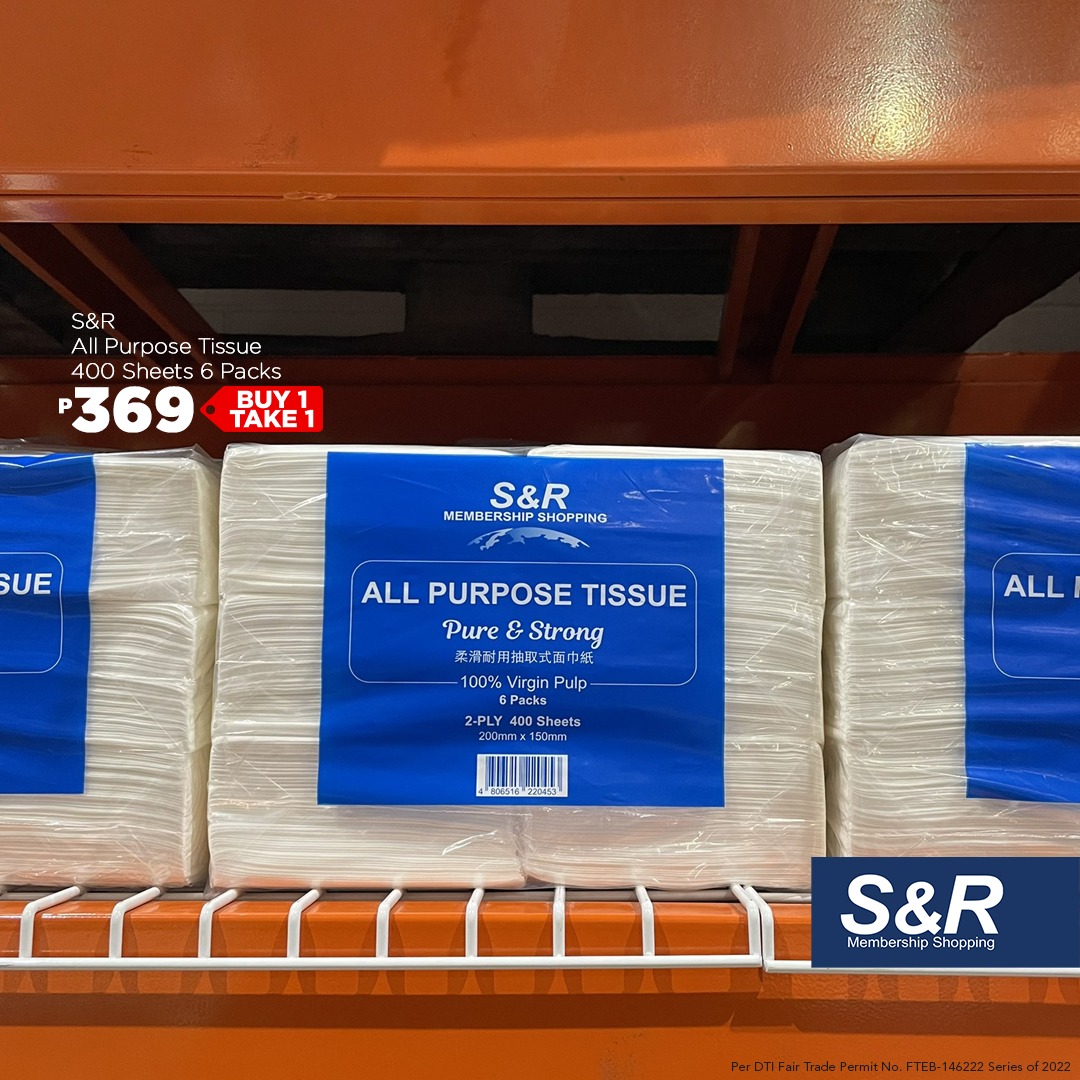 S&R
All Purpose Tissue
400 Sheets 6 Packs
₱369
BUY 1
TAKE 1
S&R
MEMBERSHIP SHOPPING
SUE
ALL PURPOSE TISSUE
Pure & Strong
柔滑耐用抽取式面巾紙
100% Virgin Pulp
6 Packs
2-PLY 400 Sheets
200mm x 150mm
4 806516 220453
ALL
S&R
Membership Shopping
Per DTI Fair Trade Permit No. FTEB-146222 Series of 2022